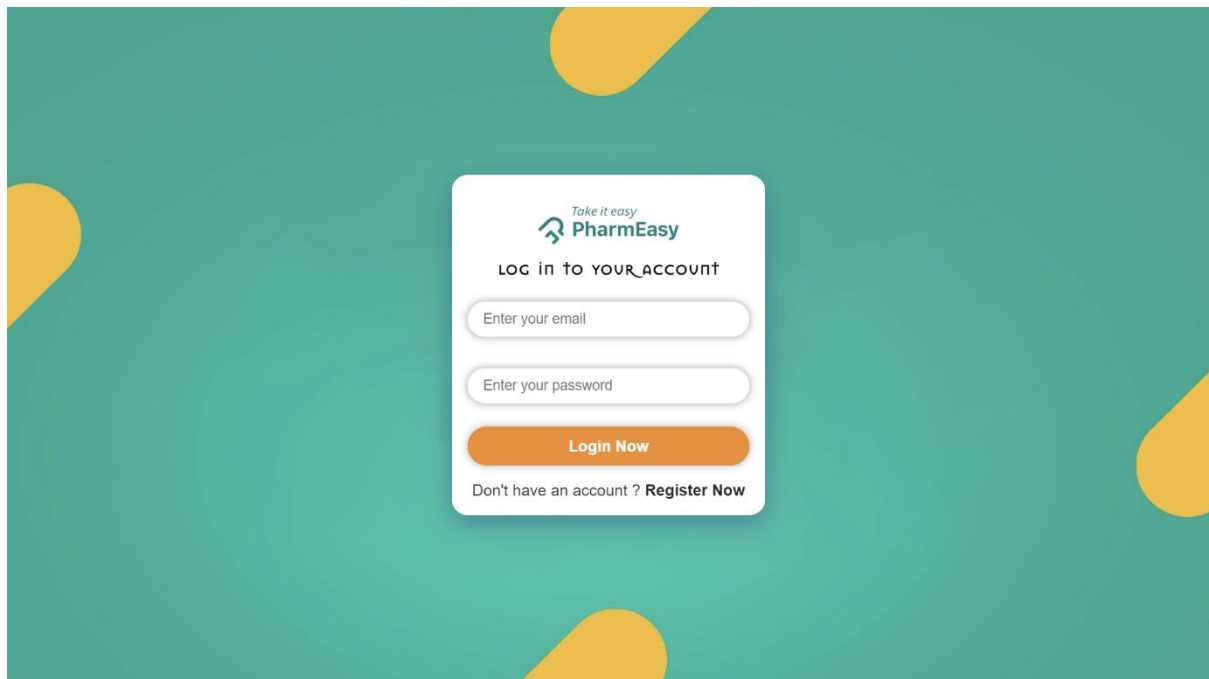 Take it easy
PharmEasy
LOG in TO YOUR ACCOUNT
Enter your email
Enter your password
Login Now
Don't have an account ? Register Now